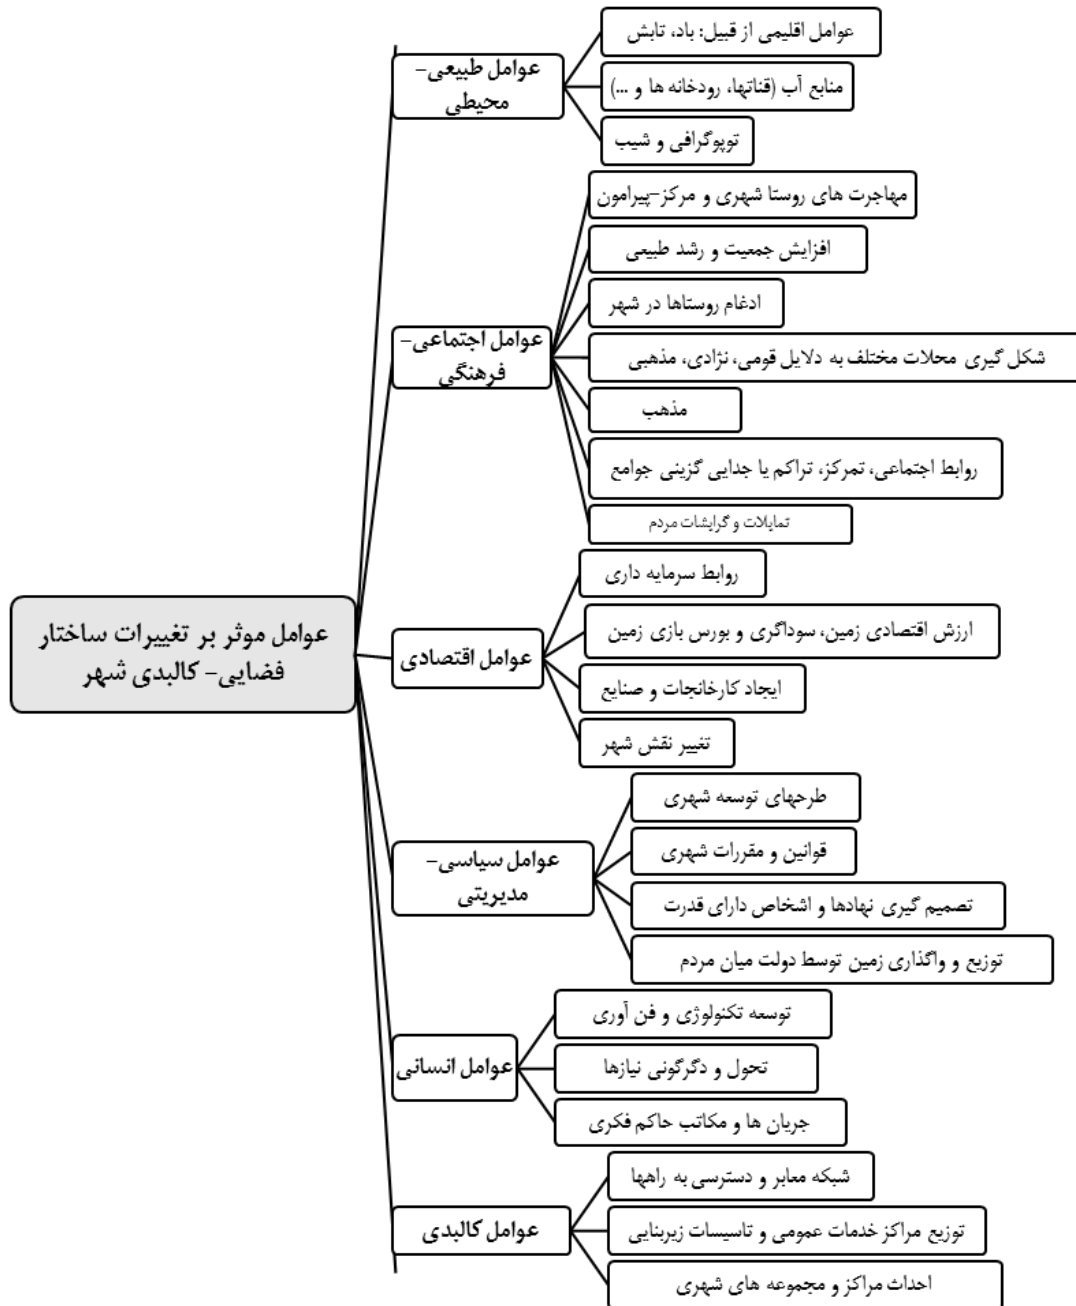 عوامل موثر بر تغییرات ساختار
فضایی- کالبدی شهر
عوامل طبیعی-
محیطی
عوامل اقلیمی از قبیل: باد، تابش
منابع آب (قناتها، رودخانه ها و ...)
توپوگرافی و شیب
عوامل اجتماعی-
فرهنگی
مهاجرت های روستا شهری و مرکز-پیرامون
افزایش جمعیت و رشد طبیعی
ادغام روستاها در شهر
شکل گیری محلات مختلف به دلایل قومی، نژادی، مذهبی
مذهب
روابط اجتماعی، تمرکز، تراکم یا جدایی گزینی جوامع
تمایلات و گرایشات مردم
عوامل اقتصادی
روابط سرمایه داری
ارزش اقتصادی زمین، سوداگری و بورس بازی زمین
ایجاد کارخانجات و صنایع
تغییر نقش شهر
عوامل سیاسی-
مدیریتی
طرحهای توسعه شهری
قوانین و مقررات شهری
تصمیم گیری نهادها و اشخاص دارای قدرت
توزیع و واگذاری زمین توسط دولت میان مردم
عوامل انسانی
توسعه تکنولوژی و فن آوری
تحول و دگرگونی نیازها
جریان ها و مکاتب حاکم فکری
عوامل کالبدی
شبکه معابر و دسترسی به راهها
توزیع مراکز خدمات عمومی و تاسیسات زیربنایی
احداث مراکز و مجموعه های شهری